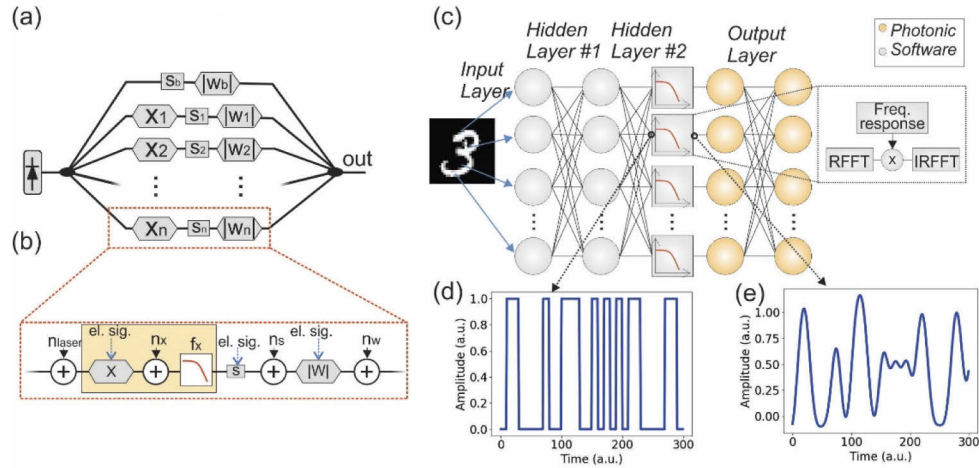 (a)
Sb |Wb|
X1 S1 |W1|
X2 S2 |W2|
out
Xn Sn |Wn|
(b)
el. sig.
el. sig.
el. sig.
nlaser
nx
fx
ns
nw
X
s
|W|
(c)
Hidden
Layer #1
Hidden
Layer #2
Output
Layer
Input
Layer
Photonic
Software
Freq.
response
RFFT x IRFFT
(d)
Amplitude (a.u.)
1.0
0.8
0.6
0.4
0.2
0.0
0 100 200 300
Time (a.u.)
(e)
Amplitude (a.u.)
1.00
0.75
0.50
0.25
0.00
0 100 200 300
Time (a.u.)